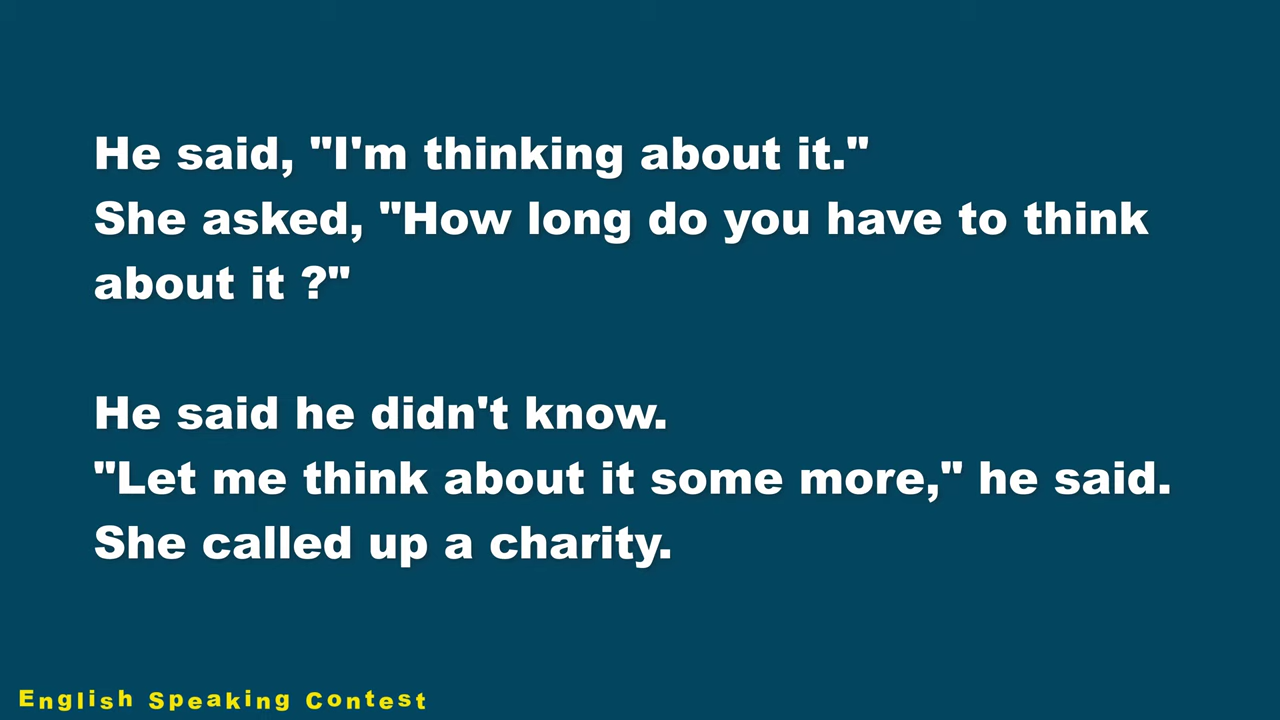 He said, "I'm thinking about it."
She asked, "How long do you have to think
about it ?"
He said he didn't know.
"Let me think about it some more," he said.
She called up a charity.
English Speaking Contest